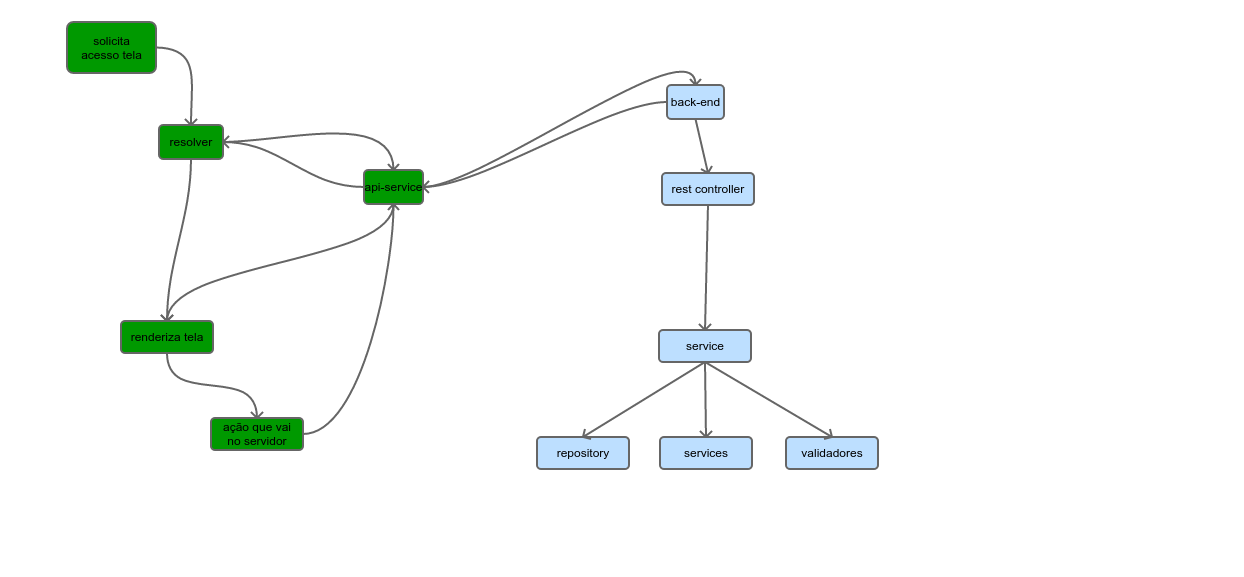 solicita
acesso tela
resolver
api-service
back-end
rest controller
renderiza tela
ação que vai
no servidor
service
repository
services
validadores